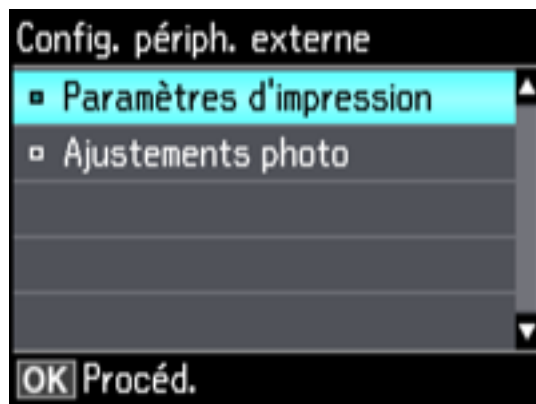 Config. périph. externe
Paramètres d'impression
Ajustements photo
OK Procéd.